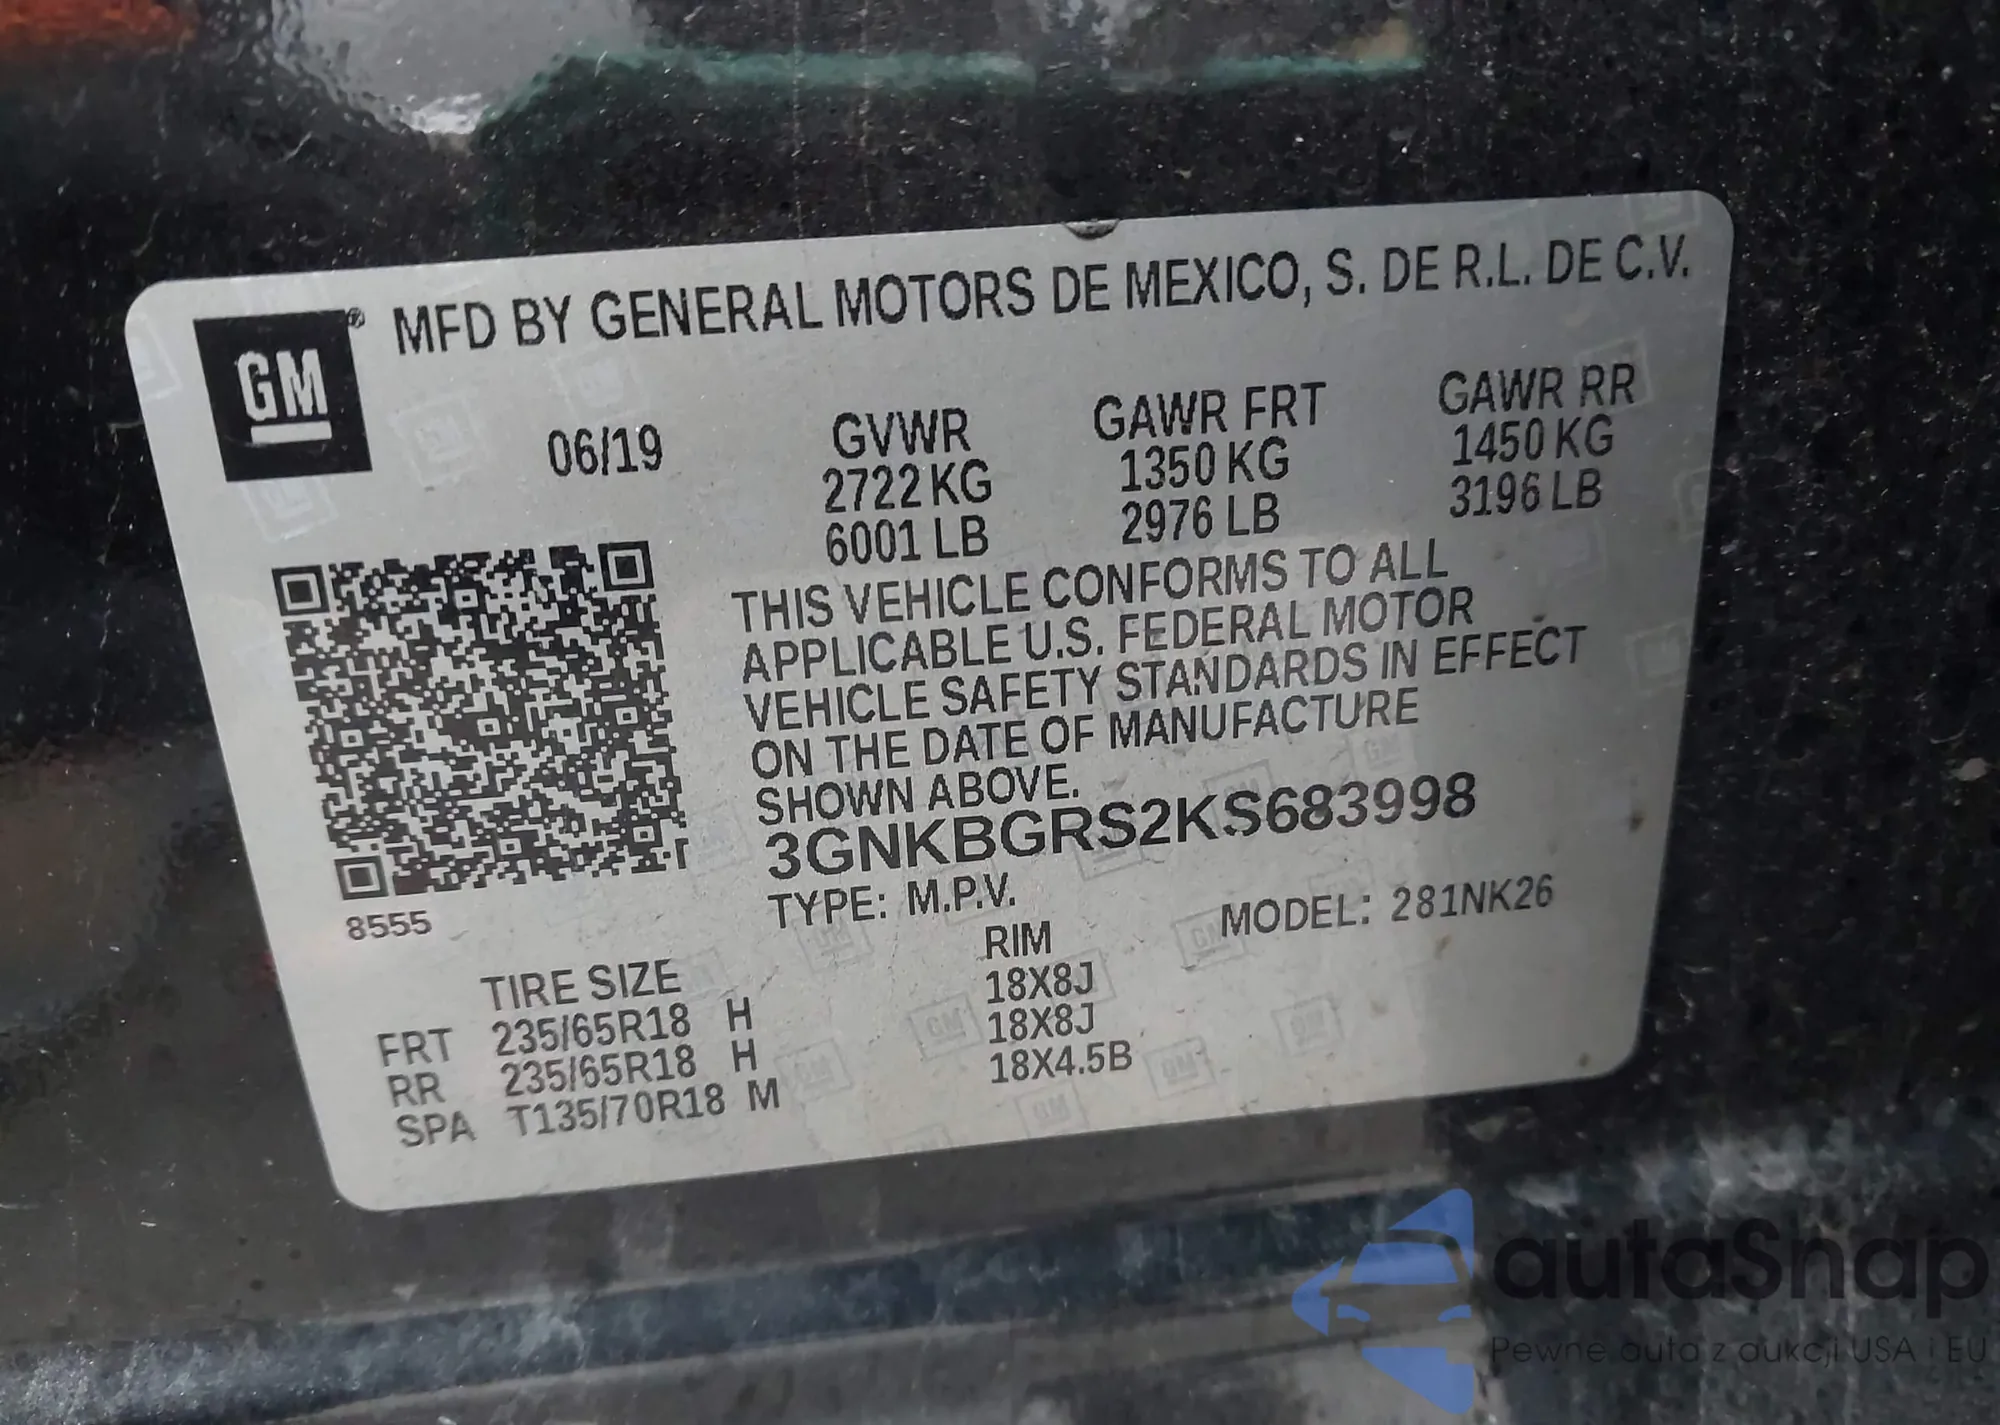 GM® MFD BY GENERAL MOTORS DE MEXICO, S. DE R.L. DE C.V.
06/19 GVWR GAWR FRT GAWR RR
2722 KG 1350 KG 1450 KG
6001 LB 2976 LB 3196 LB
THIS VEHICLE CONFORMS TO ALL
APPLICABLE U.S. FEDERAL MOTOR
VEHICLE SAFETY STANDARDS IN EFFECT
ON THE DATE OF MANUFACTURE
SHOWN ABOVE.
3GNKBGRS2KS683998
8555 TYPE: M.P.V. MODEL: 281NK26
TIRE SIZE RIM
FRT 235/65R18 H 18X8J
RR 235/65R18 H 18X8J
SPA T135/70R18 M 18X4.5B
autaSnap
Pewne auta z aukcji USA i EU